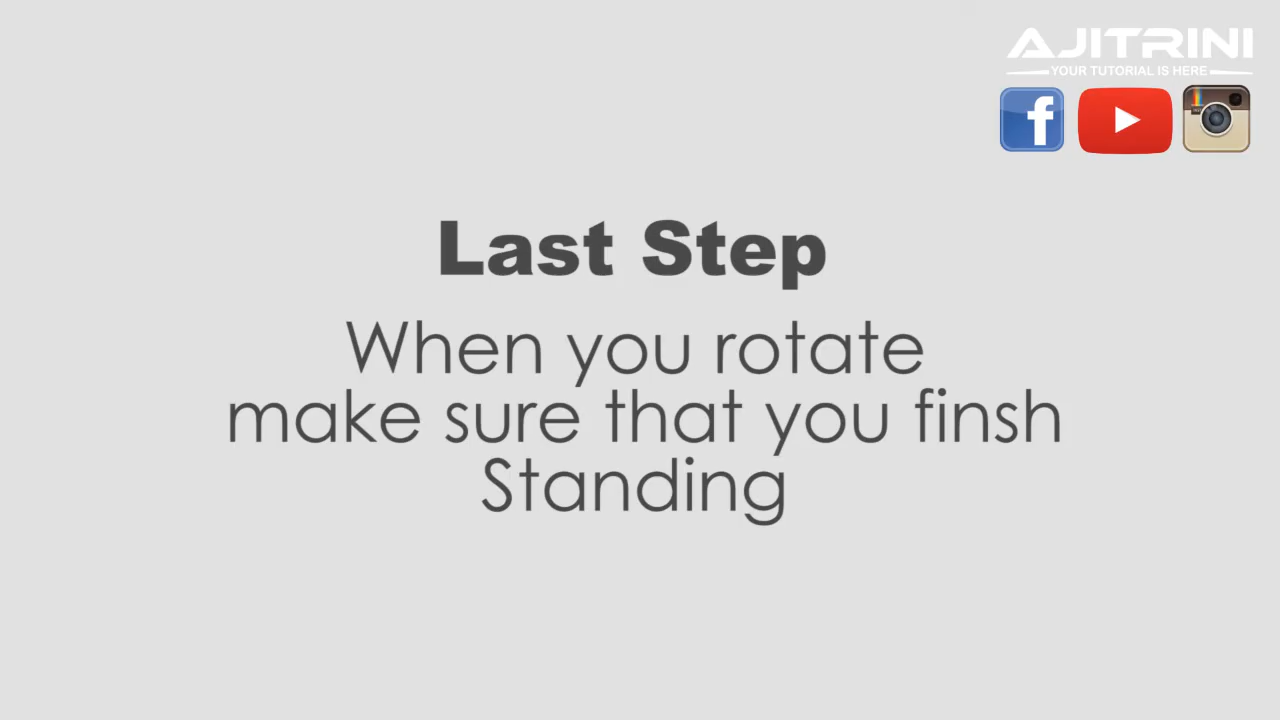 AJITRINI
YOUR TUTORIAL IS HERE
f
Last Step
When you rotate
make sure that you finsh
Standing